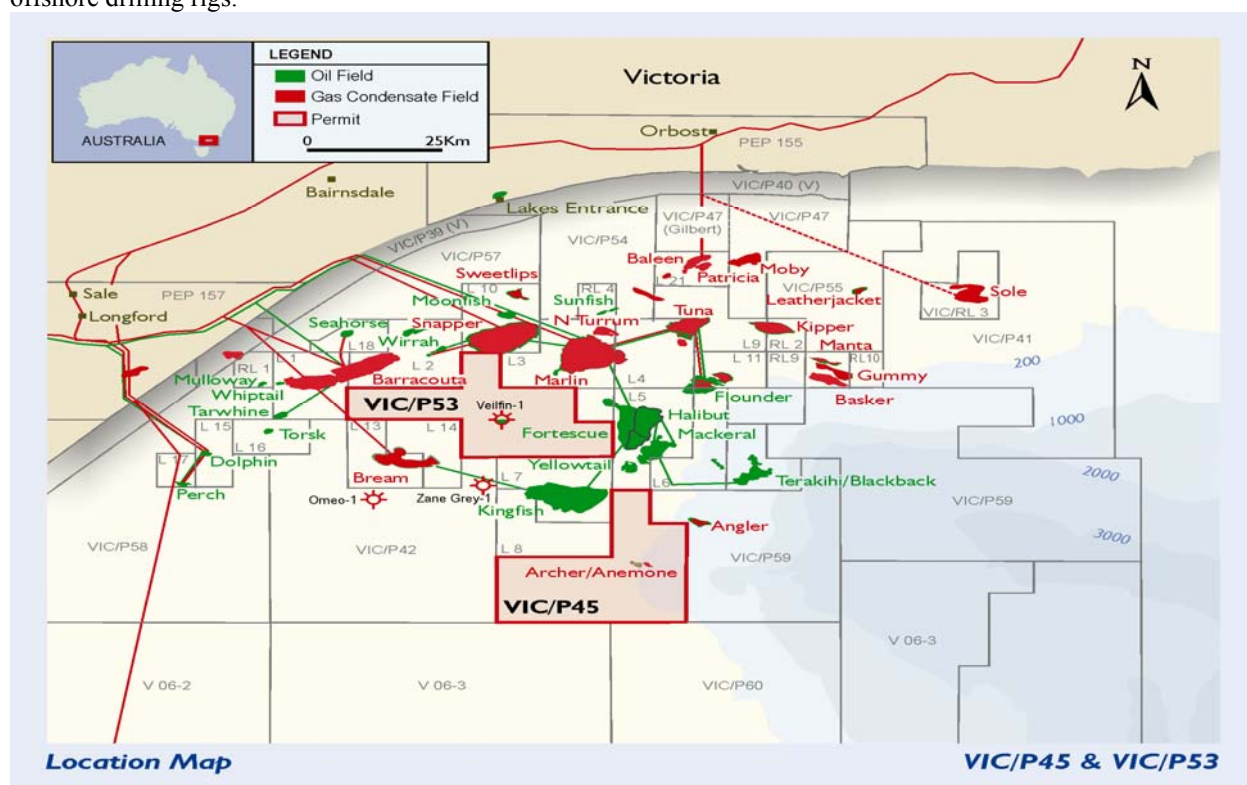 offshore drilling rigs.
LEGEND
Oil Field
Gas Condensate Field
Permit
0 25Km
AUSTRALIA
Victoria
N
Orbost
PEP 155
Bairnsdale
Lakes Entrance
VIC/P40 (V)
VIC/P39 (V)
VIC/P47
(Gilbert)
VIC/P47
VIC/P54
VIC/P57
Baleen
Patricia
Moby
Sweetlips
L 10
RL 4
L 21
VIC/P55
Sole
Sale
PEP 157
Moonfish
Sunfish
Leatherjacket
Longford
Tuna
VIC/RL 3
Seahorse
Snapper
N Turrum
Kipper
Wirrah
L18
L9
RL 2
Manta
VIC/P41
L1
L 2
L3
L 11
RL9
RL10
200
RL 1
Mulloway
Barracouta
Marlin
L4
Gummy
Whiptail
L5
Flounder
Basker
Tarwhine
VIC/P53
Veilfin-1
Halibut
1000
L 15
Torsk
L 13
L 14
Fortescue
Mackeral
L 16
L 17
Dolphin
Yellowtail
2000
Bream
L 7
L6
Terakihi/Blackback
Perch
Omeo-1
Zane Grey-1
Kingfish
VIC/P59
Angler
3000
VIC/P58
VIC/P42
L 8
VIC/P59
Archer/Anemone
VIC/P45
V 06-3
V 06-2
V 06-3
VIC/P60
Location Map
VIC/P45 & VIC/P53